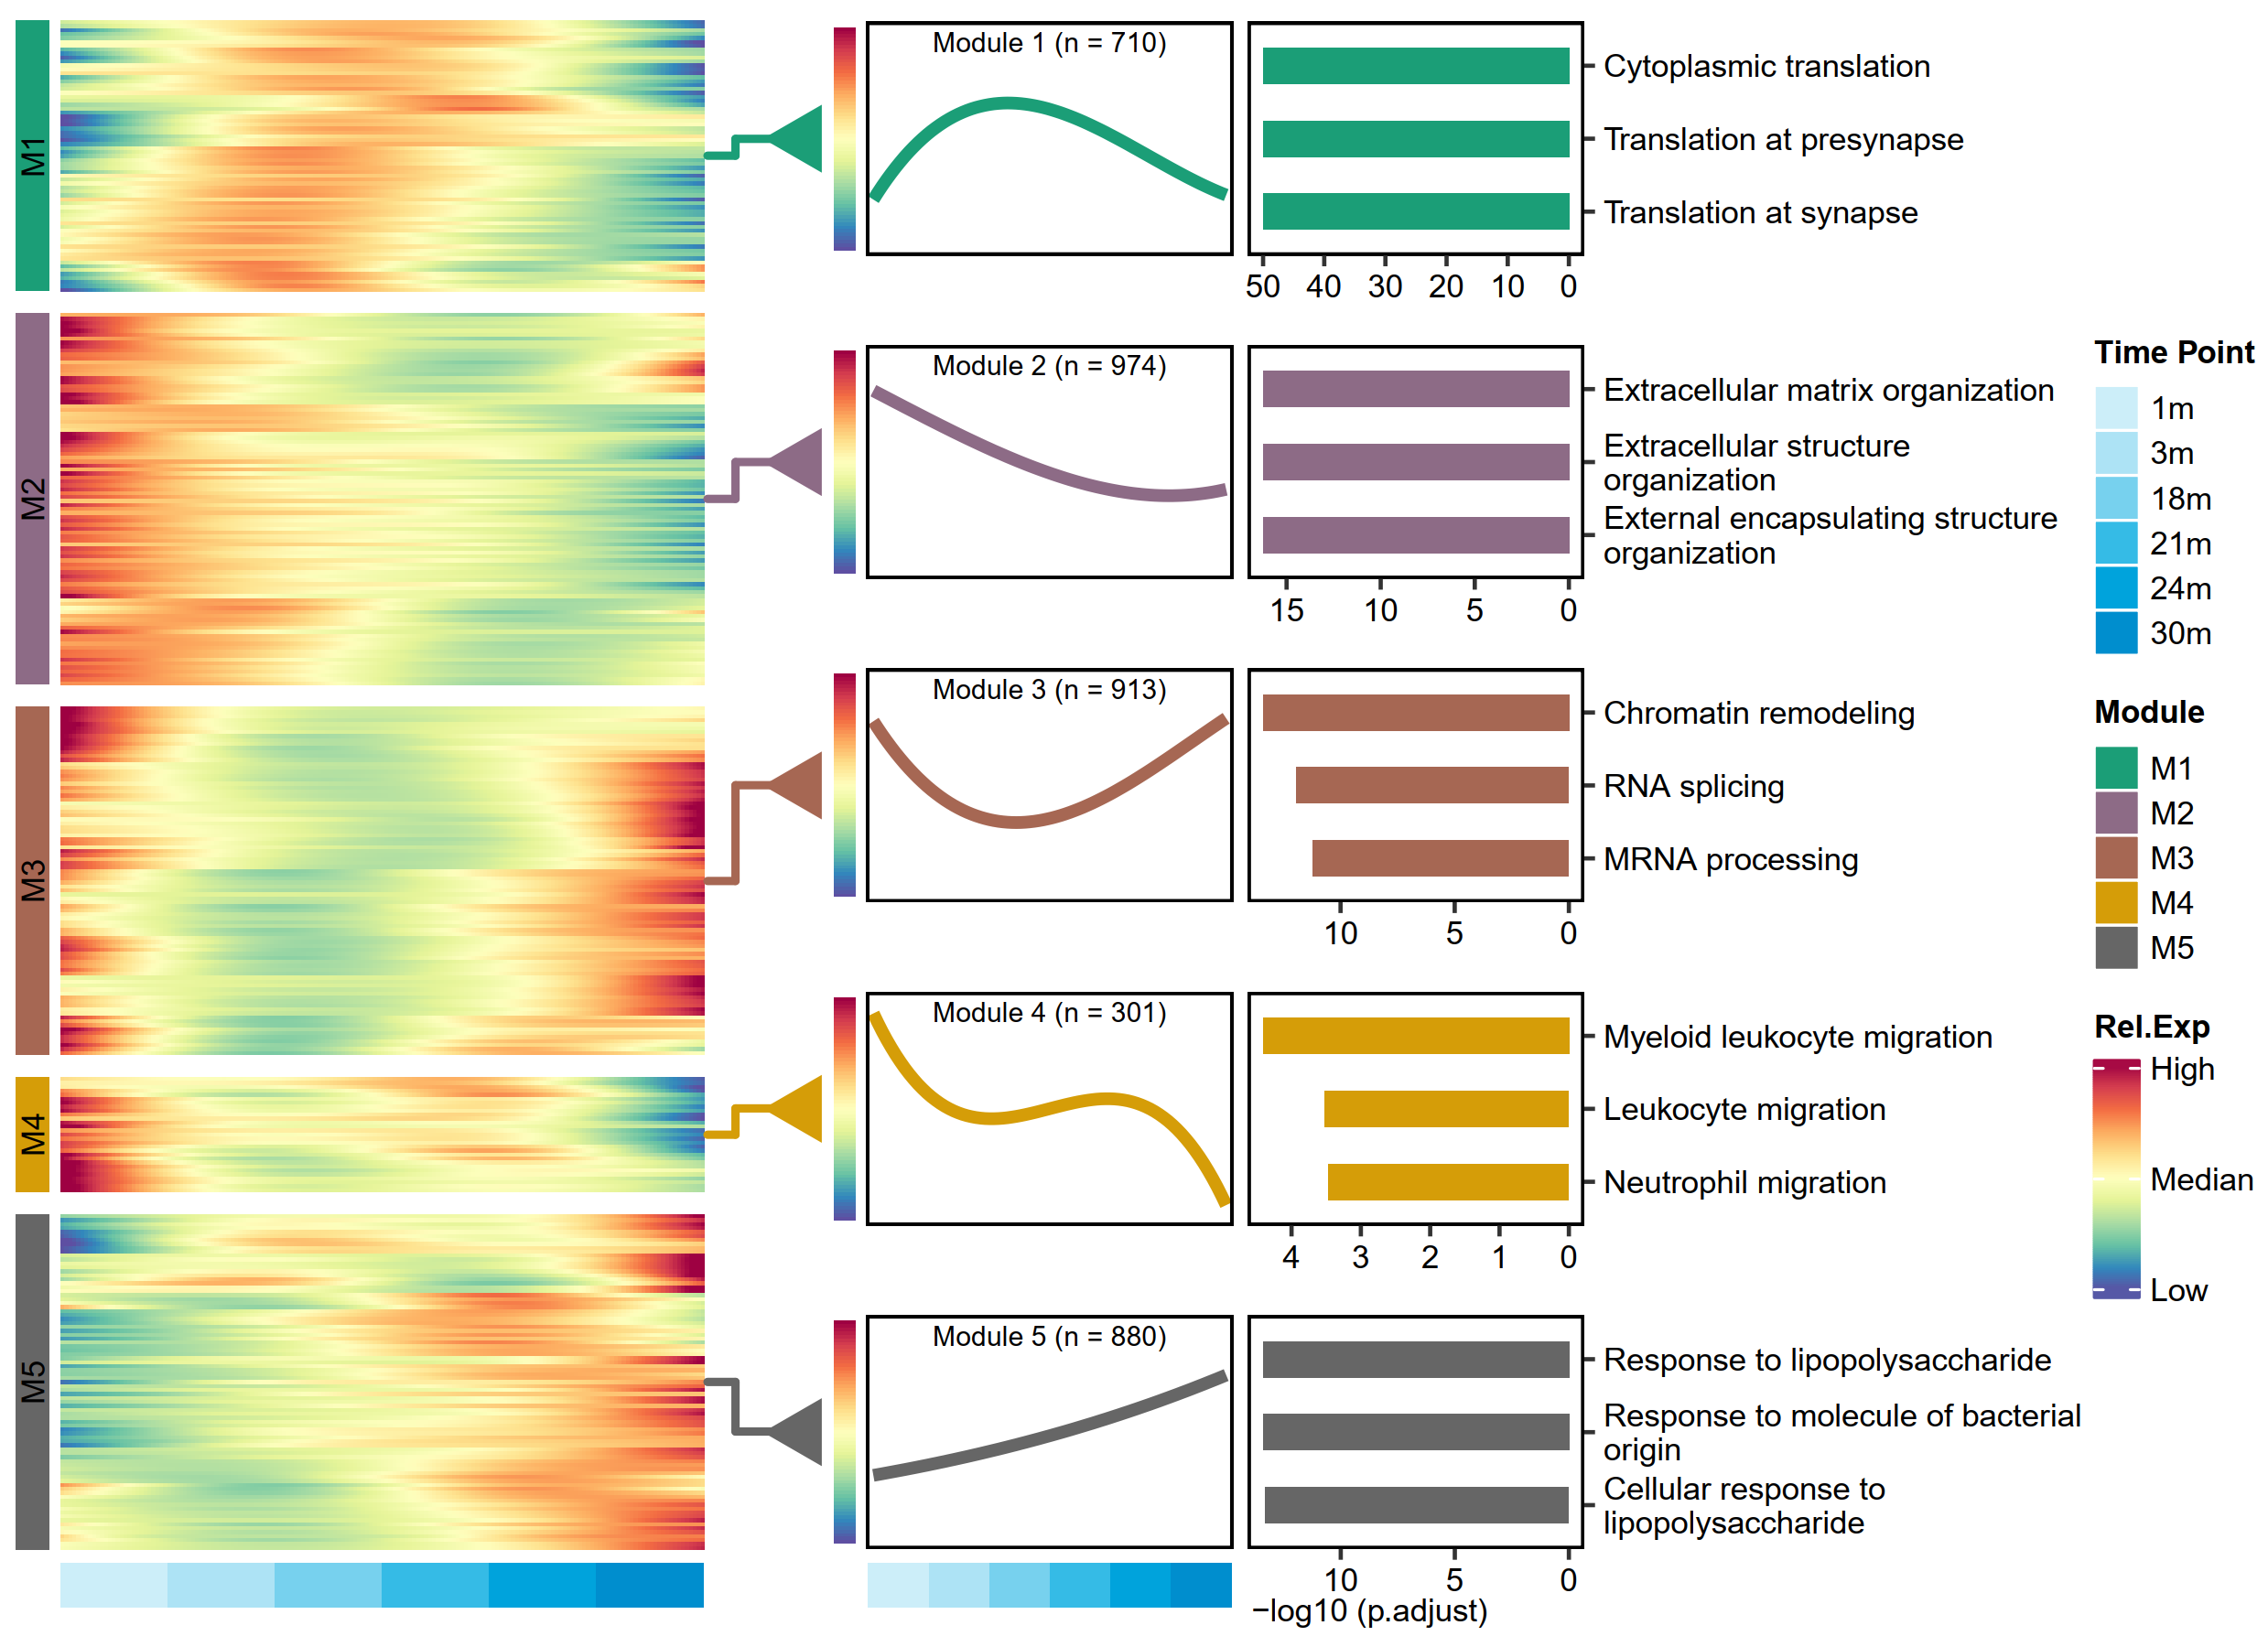 M1
Module 1 (n = 710)
Cytoplasmic translation
Translation at presynapse
Translation at synapse
50 40 30 20 10 0
M2
Module 2 (n = 974)
Extracellular matrix organization
Extracellular structure
organization
External encapsulating structure
organization
15 10 5 0
M3
Module 3 (n = 913)
Chromatin remodeling
RNA splicing
MRNA processing
10 5 0
M4
Module 4 (n = 301)
Myeloid leukocyte migration
Leukocyte migration
Neutrophil migration
4 3 2 1 0
M5
Module 5 (n = 880)
Response to lipopolysaccharide
Response to molecule of bacterial
origin
Cellular response to
lipopolysaccharide
10 5 0
−log10 (p.adjust)
Time Point
1m
3m
18m
21m
24m
30m
Module
M1
M2
M3
M4
M5
Rel.Exp
High
Median
Low